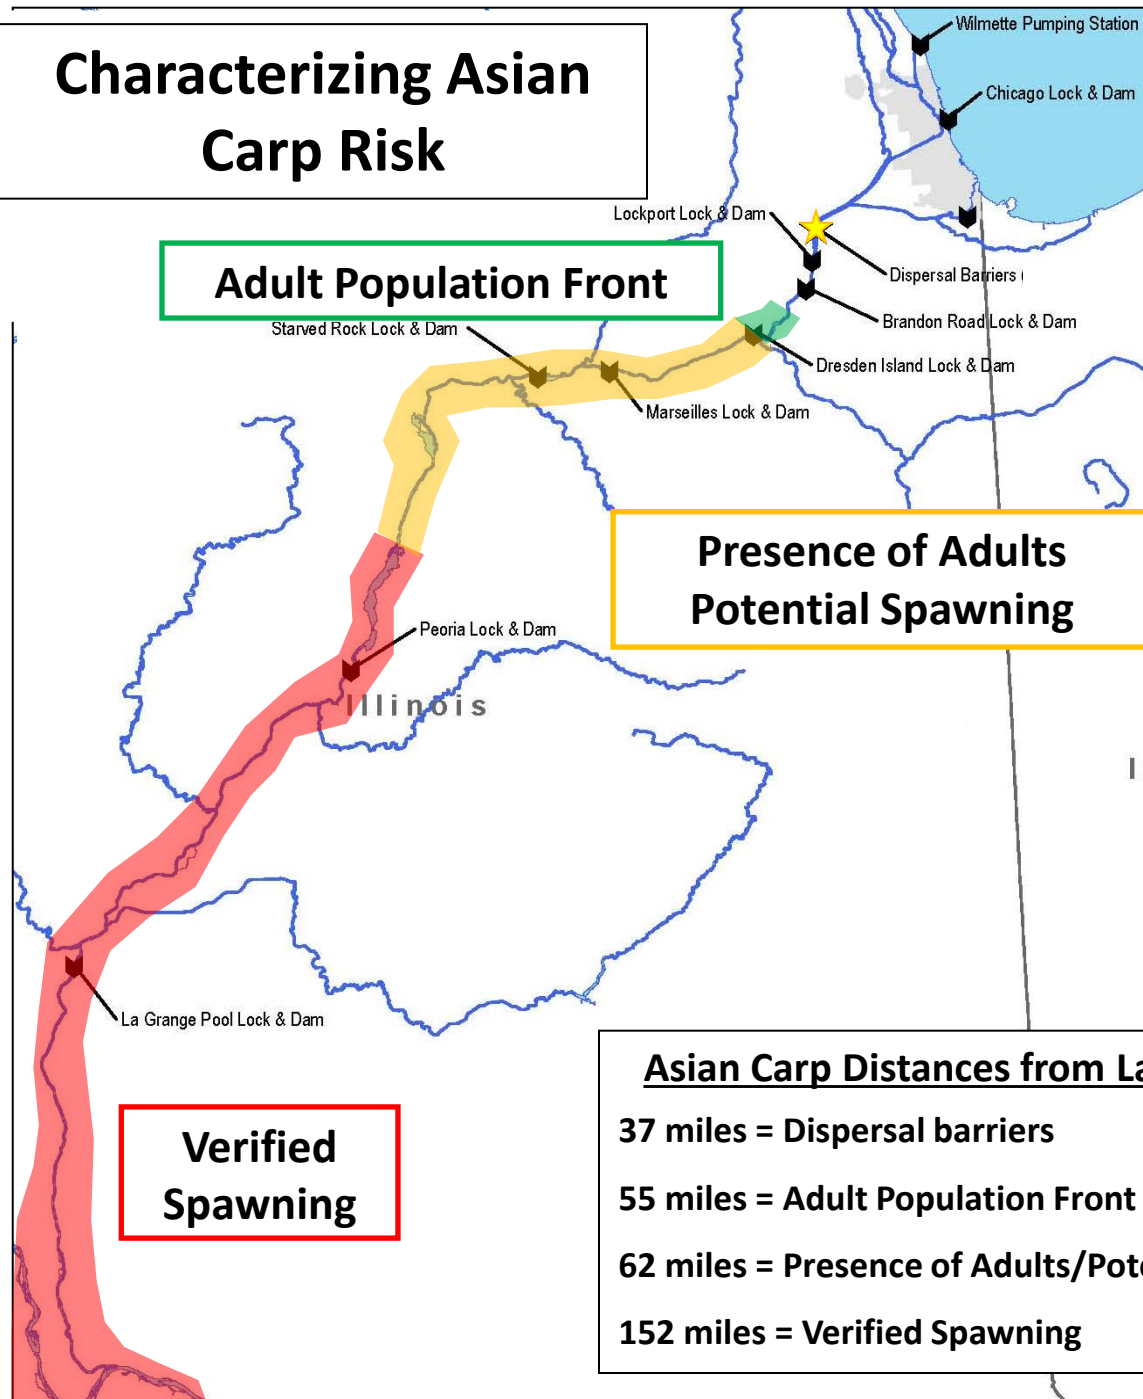 Characterizing Asian
Carp Risk
Wilmette Pumping Station
Chicago Lock & Dam
Lockport Lock & Dam
Dispersal Barriers
Adult Population Front
Brandon Road Lock & Dam
Starved Rock Lock & Dam
Dresden Island Lock & Dam
Marseilles Lock & Dam
Presence of Adults
Potential Spawning
Peoria Lock & Dam
Illinois
I
La Grange Pool Lock & Dam
Verified
Spawning
Asian Carp Distances from La
37 miles = Dispersal barriers
55 miles = Adult Population Front
62 miles = Presence of Adults/Pote
152 miles = Verified Spawning